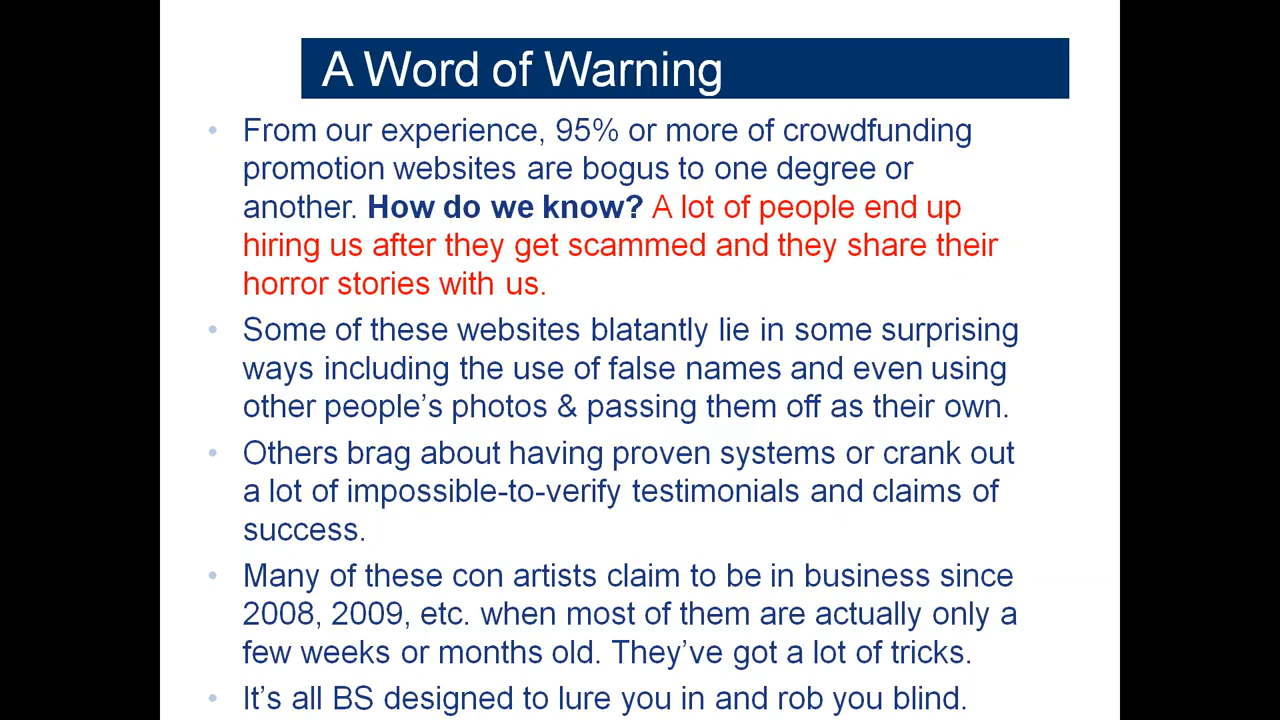 A Word of Warning
• From our experience, 95% or more of crowdfunding
promotion websites are bogus to one degree or
another. How do we know? A lot of people end up
hiring us after they get scammed and they share their
horror stories with us.
• Some of these websites blatantly lie in some surprising
ways including the use of false names and even using
other people’s photos & passing them off as their own.
• Others brag about having proven systems or crank out
a lot of impossible-to-verify testimonials and claims of
success.
• Many of these con artists claim to be in business since
2008, 2009, etc. when most of them are actually only a
few weeks or months old. They’ve got a lot of tricks.
• It’s all BS designed to lure you in and rob you blind.